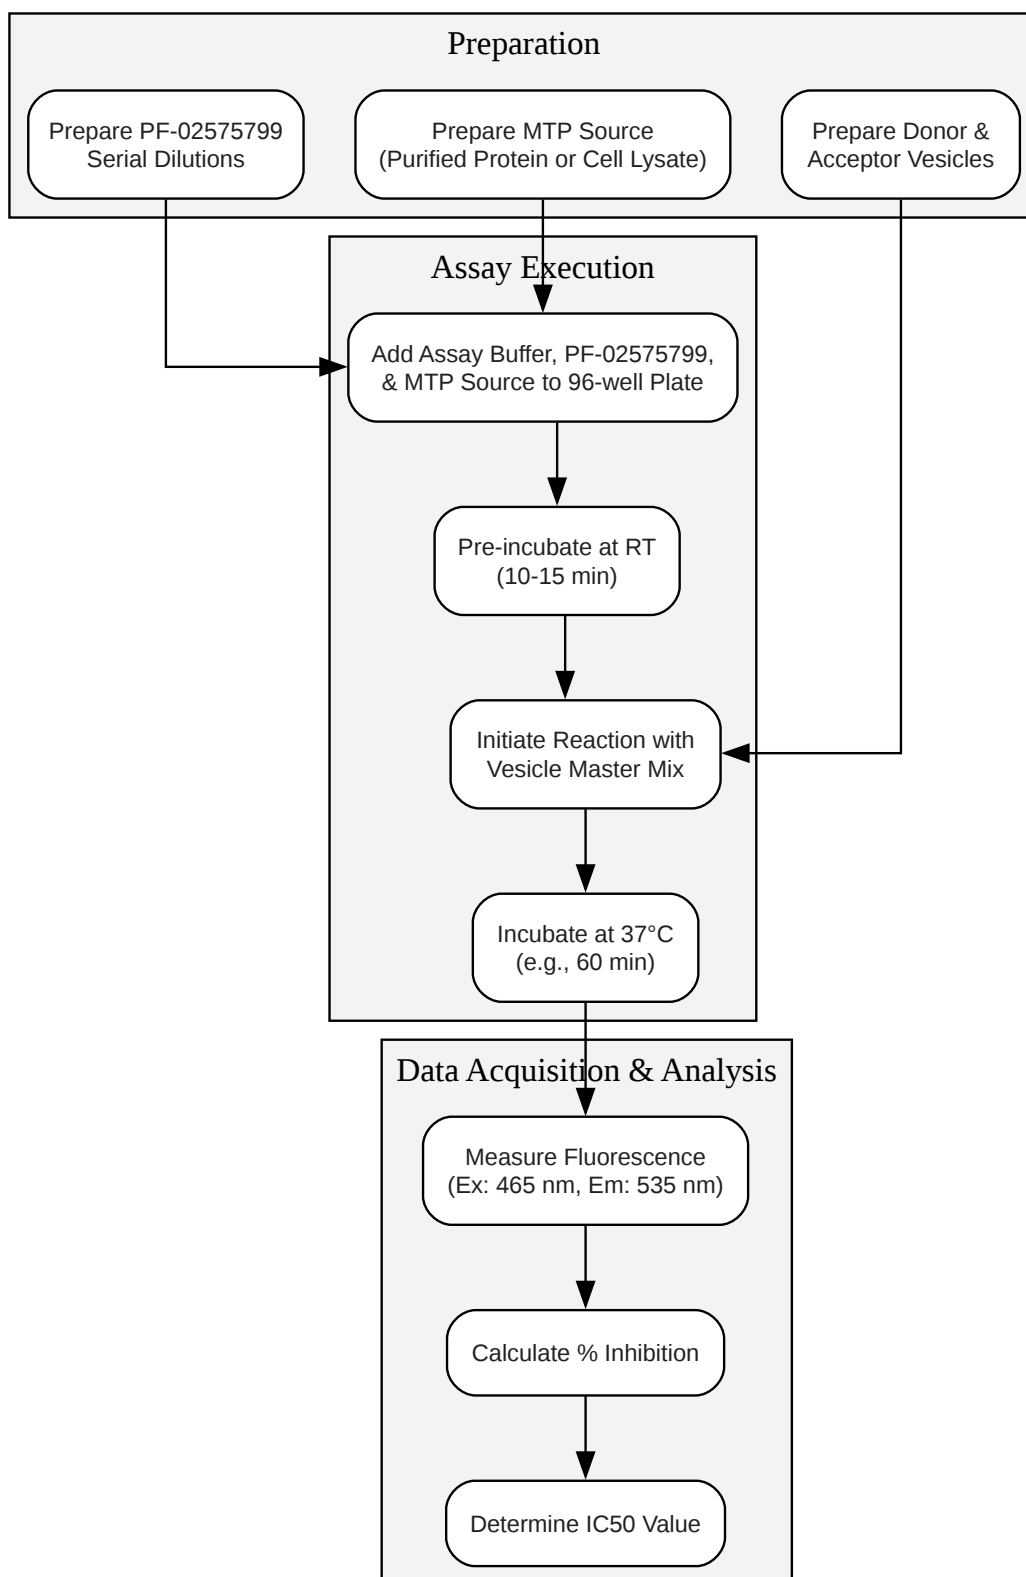 Preparation
Prepare PF-02575799
Serial Dilutions
Prepare MTP Source
(Purified Protein or Cell Lysate)
Prepare Donor &
Acceptor Vesicles
Assay Execution
Add Assay Buffer, PF-02575799,
& MTP Source to 96-well Plate
Pre-incubate at RT
(10-15 min)
Initiate Reaction with
Vesicle Master Mix
Incubate at 37°C
(e.g., 60 min)
Data Acquisition & Analysis
Measure Fluorescence
(Ex: 465 nm, Em: 535 nm)
Calculate % Inhibition
Determine IC50 Value